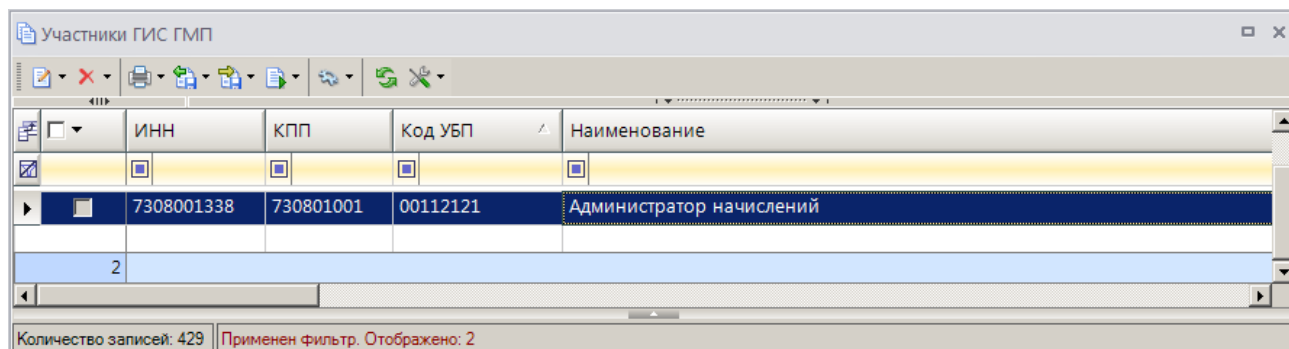 Участники ГИС ГМП
ИНН КПП Код УБП Наименование
7308001338 730801001 00112121 Администратор начислений
2
Количество записей: 429 Применен фильтр. Отображено: 2